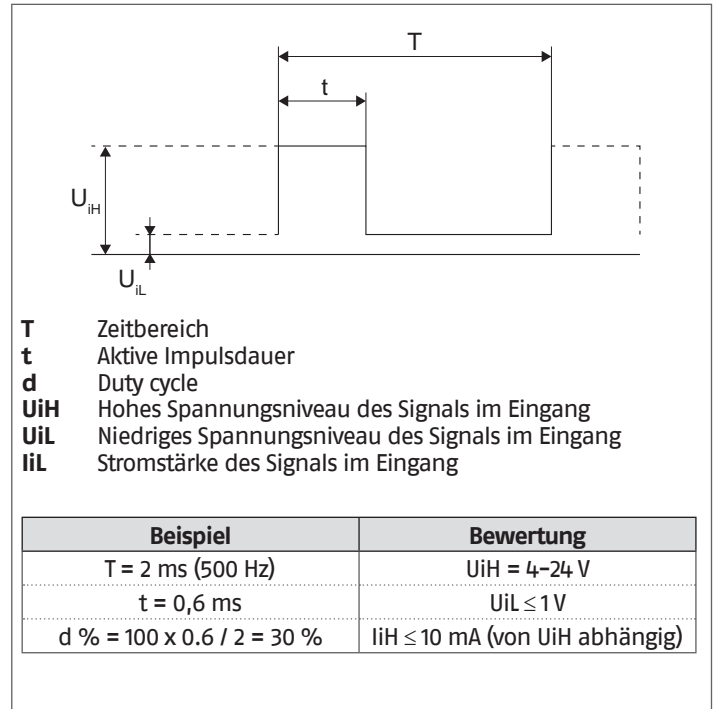 T
t
UiH
UiL
T Zeitbereich
t Aktive Impulsdauer
d Duty cycle
UiH Hohes Spannungsniveau des Signals im Eingang
UiL Niedriges Spannungsniveau des Signals im Eingang
IiL Stromstärke des Signals im Eingang
Beispiel Bewertung
T = 2 ms (500 Hz) UiH = 4–24 V
t = 0,6 ms UiL ≤ 1 V
d % = 100 x 0.6 / 2 = 30 % IiH ≤ 10 mA (von UiH abhängig)